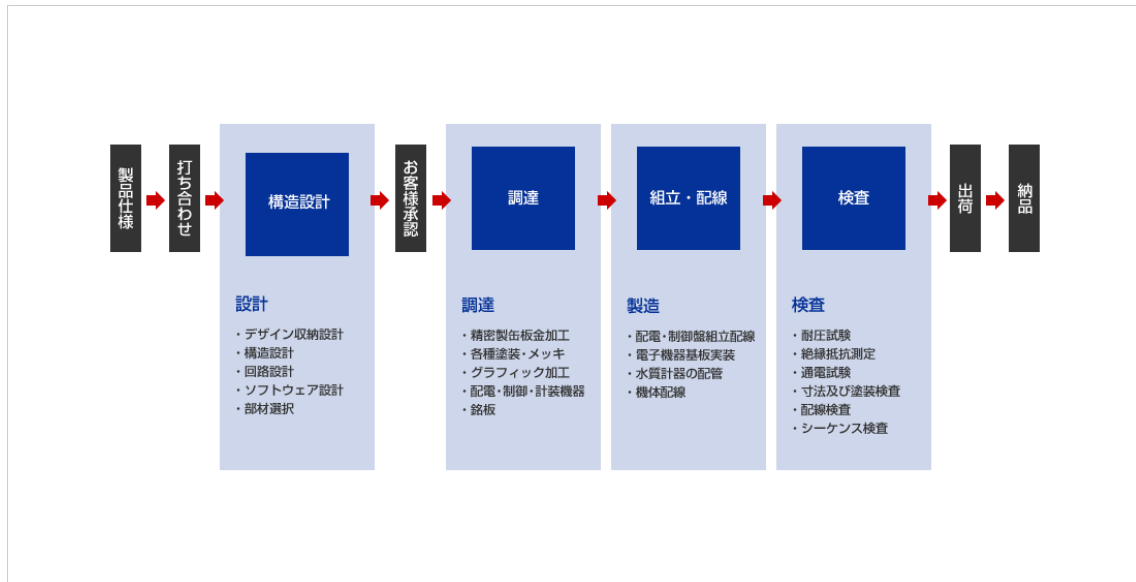 製品仕様
打ち合わせ
構造設計
お客様承認
調達
組立・配線
検査
出荷
納品
設計
・デザイン収納設計
・構造設計
・回路設計
・ソフトウェア設計
・部材選択
調達
・精密製缶板金加工
・各種塗装・メッキ
・グラフィック加工
・配電・制御・計装機器
・銘板
製造
・配電・制御盤組立配線
・電子機器基板実装
・水質計器の配管
・機体配線
検査
・耐圧試験
・絶縁抵抗測定
・通電試験
・寸法及び塗装検査
・配線検査
・シーケンス検査